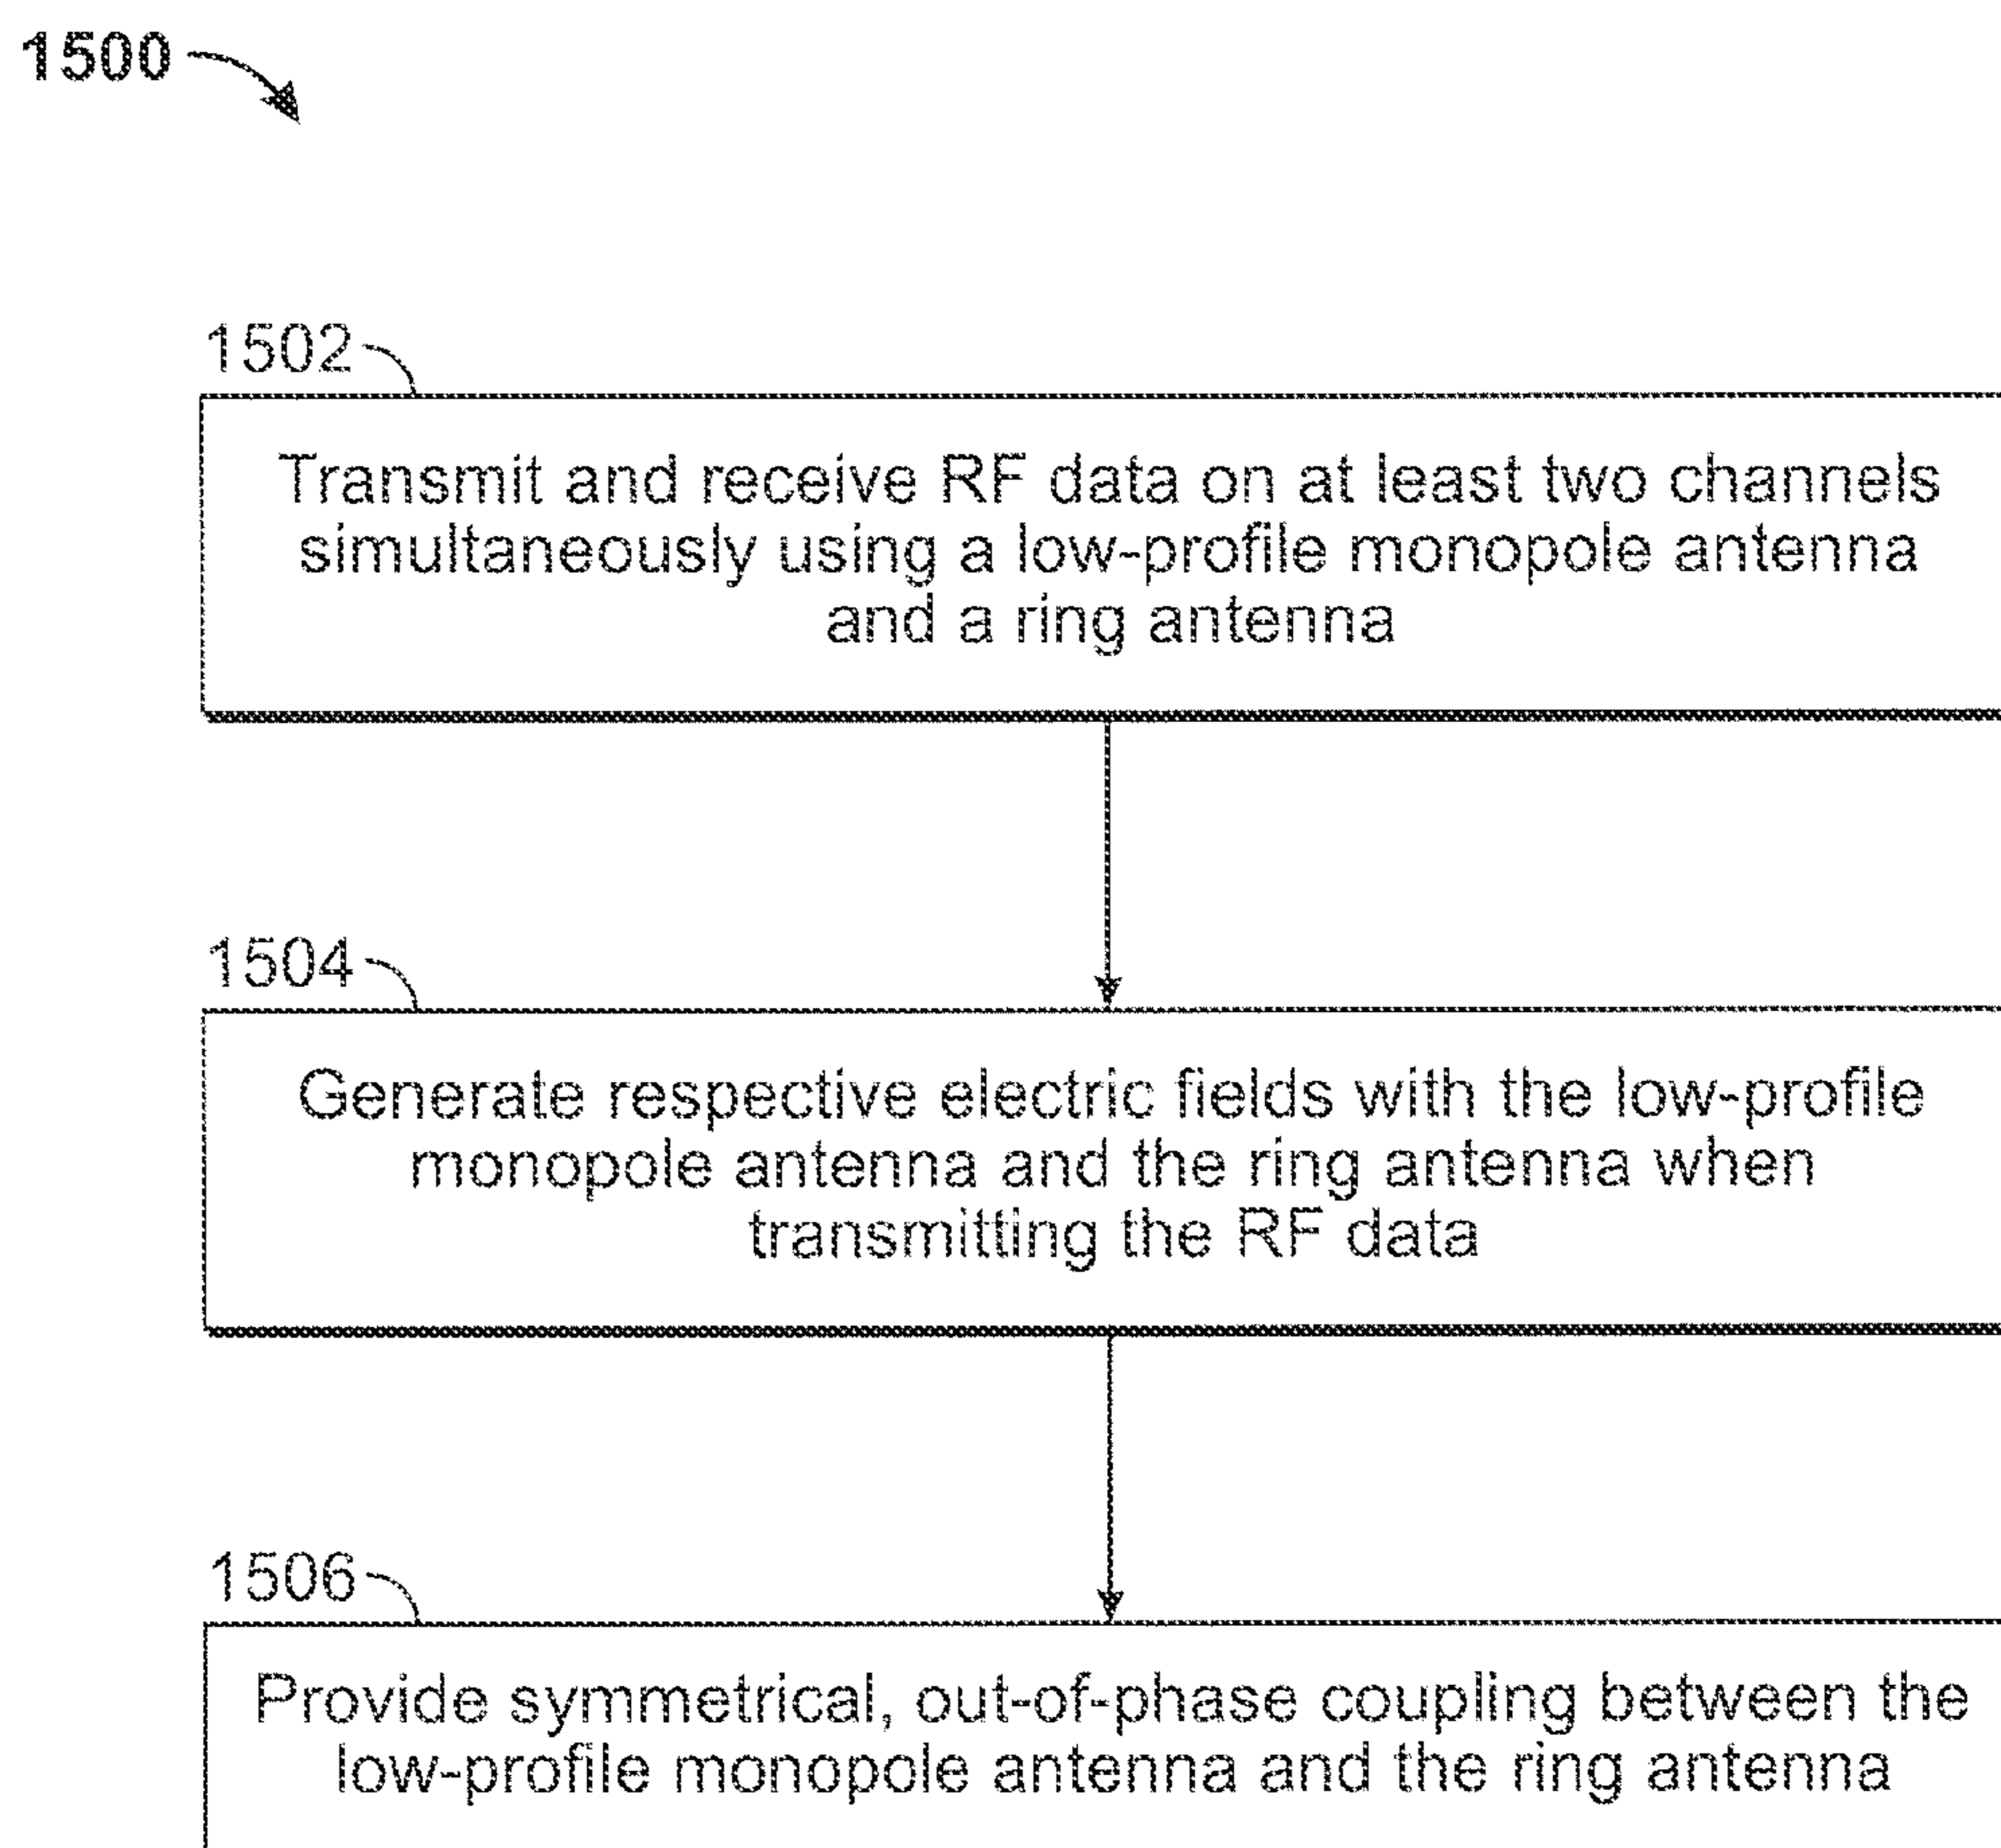 1500
1502
Transmit and receive RF data on at least two channels
simultaneously using a low-profile monopole antenna
and a ring antenna
1504
Generate respective electric fields with the low-profile
monopole antenna and the ring antenna when
transmitting the RF data
1506
Provide symmetrical, out-of-phase coupling between the
low-profile monopole antenna and the ring antenna